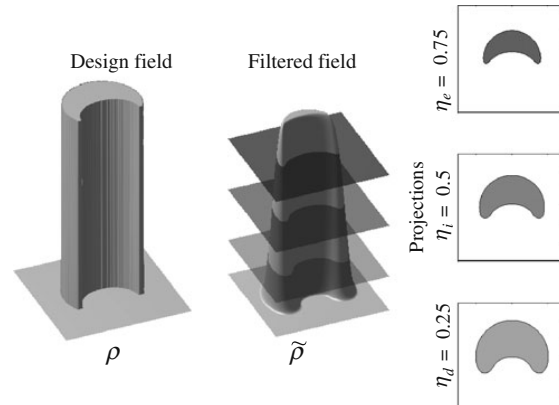 Design field
Filtered field
ρ
ρ̃
Projections
η_e = 0.75
η_i = 0.5
η_d = 0.25